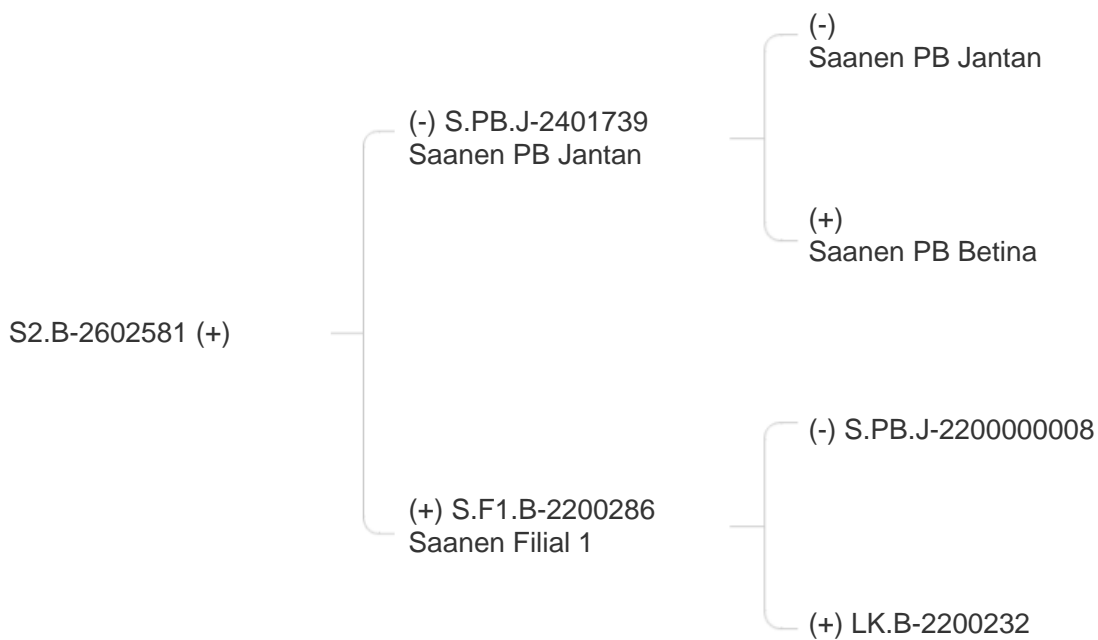 (-)
Saanen PB Jantan
(-) S.PB.J-2401739
Saanen PB Jantan
(+)
Saanen PB Betina
S2.B-2602581 (+)
(-) S.PB.J-2200000008
(+) S.F1.B-2200286
Saanen Filial 1
(+) LK.B-2200232